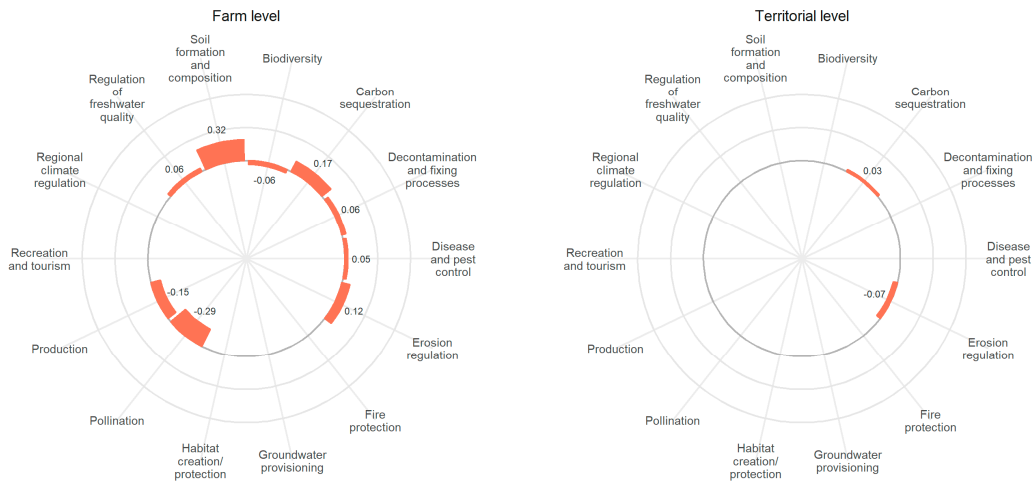 Farm level
Soil
formation
and
composition
Biodiversity
Regulation
of
freshwater
quality
Carbon
sequestration
Regional
climate
regulation
Decontamination
and fixing
processes
Recreation
and tourism
Disease
and pest
control
Production
Erosion
regulation
Pollination
Fire
protection
Habitat
creation/
protection
Groundwater
provisioning
0.32
0.06
-0.06
0.17
0.06
0.05
0.12
-0.15
-0.29
Territorial level
Soil
formation
and
composition
Biodiversity
Regulation
of
freshwater
quality
Carbon
sequestration
Regional
climate
regulation
Decontamination
and fixing
processes
Recreation
and tourism
Disease
and pest
control
Production
Erosion
regulation
Pollination
Fire
protection
Habitat
creation/
protection
Groundwater
provisioning
0.03
-0.07